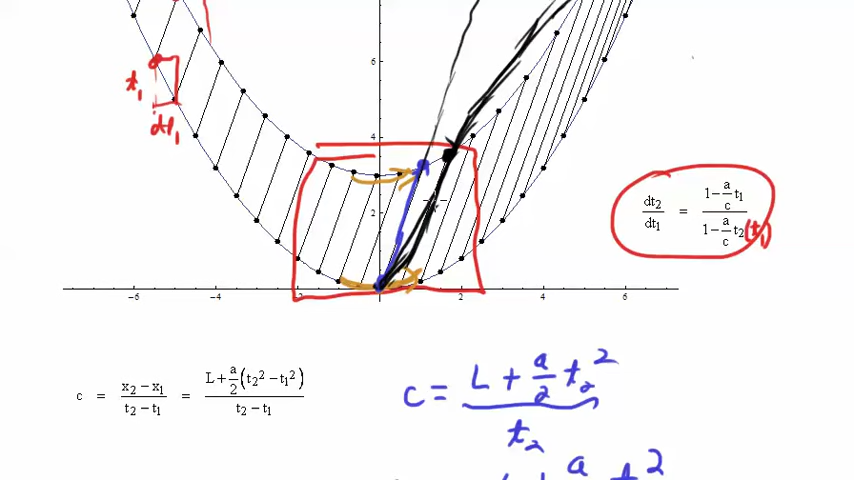 6
4
2
−6 −4 −2 2 4 6
t₁
dt₁
dt₂/dt₁ = (1−(a/c)t₁)/(1−(a/c)t₂) (t₁)
c = (x₂−x₁)/(t₂−t₁) = (L+(a/2)(t₂²−t₁²))/(t₂−t₁)
c = (L + (a/2)t₂²)/t₂
a t²